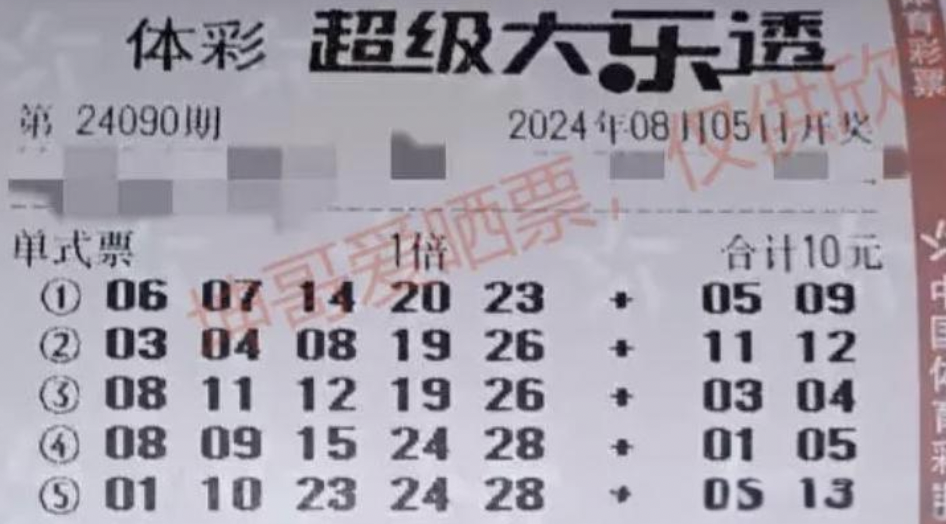 体彩 超级大乐透
第 24090期 2024年08月05日开奖
单式票 1倍 合计10元
① 06 07 14 20 23 + 05 09
② 03 04 08 19 26 + 11 12
③ 08 11 12 19 26 + 03 04
④ 08 09 15 24 28 + 01 05
⑤ 01 10 23 24 28 + 05 13
坤哥爱晒票，仅供欣
体育彩票
中国体育彩